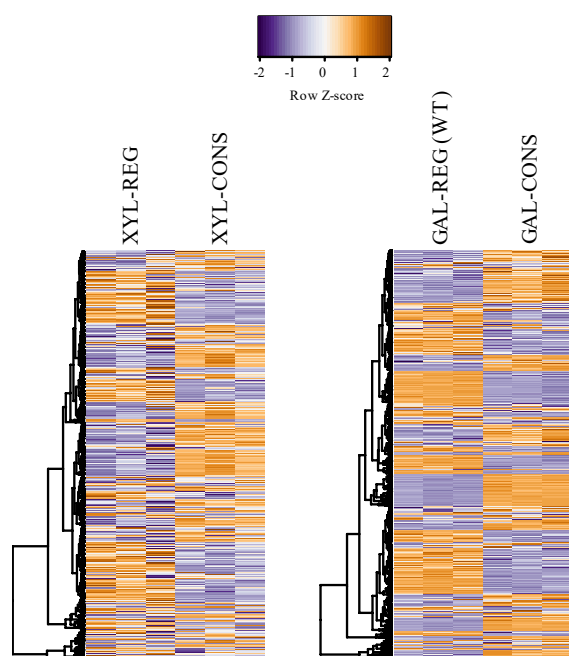 -2 -1 0 1 2
Row Z-score
XYL-REG
XYL-CONS
GAL-REG (WT)
GAL-CONS